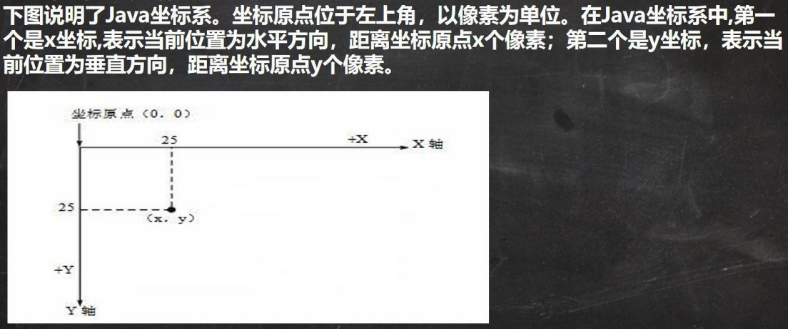 下图说明了Java坐标系。坐标原点位于左上角，以像素为单位。在Java坐标系中,第一
个是x坐标,表示当前位置为水平方向，距离坐标原点x个像素；第二个是y坐标，表示当
前位置为垂直方向，距离坐标原点y个像素。
坐标原点（0，0）
25
+X
X 轴
25
（x，y）
+Y
Y 轴